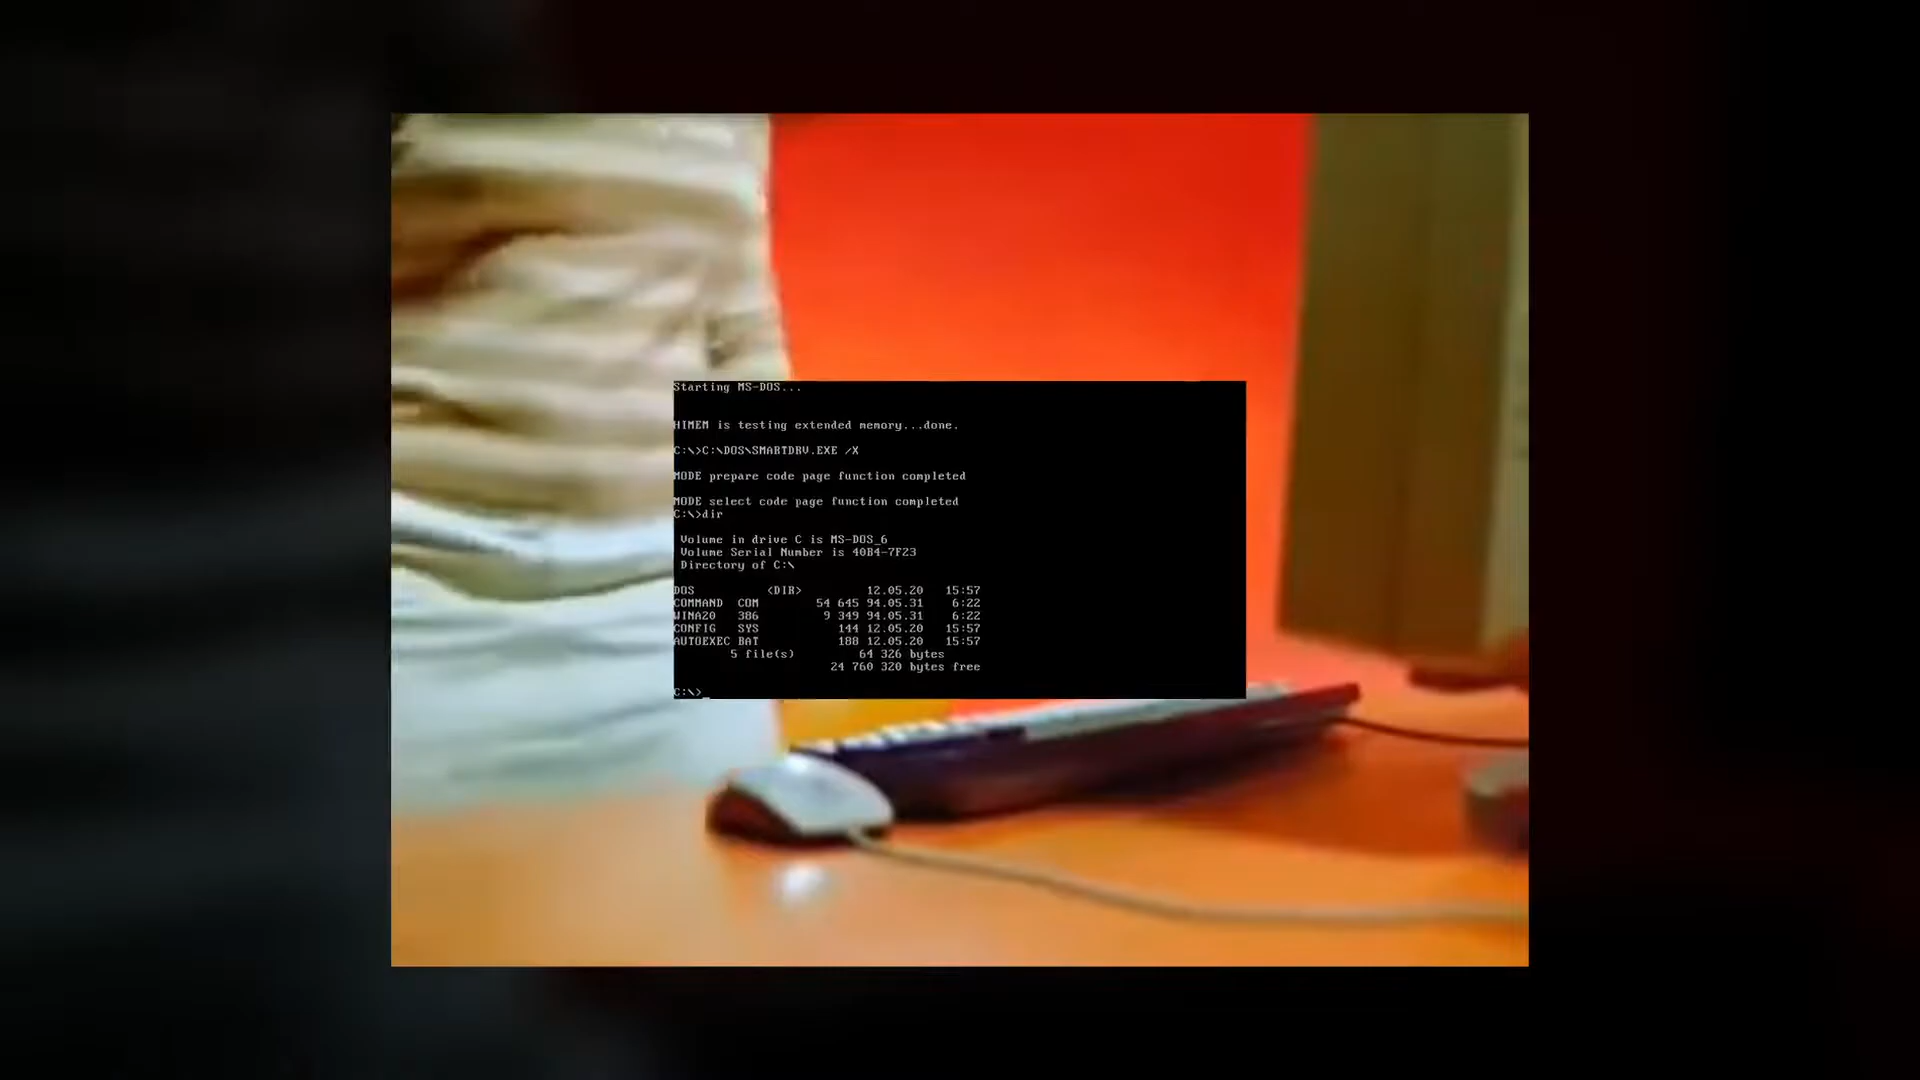 Starting MS-DOS...
HIMEM is testing extended memory...done.
C:\>C:\DOS\SMARTDRV.EXE /X
MODE prepare code page function completed
MODE select code page function completed
C:\>dir
Volume in drive C is MS-DOS_6
Volume Serial Number is 40B4-7F23
Directory of C:\
DOS <DIR> 12.05.20 15:57
COMMAND COM 54 645 94.05.31 6:22
WINA20 386 9 349 94.05.31 6:22
CONFIG SYS 144 12.05.20 15:57
AUTOEXEC BAT 188 12.05.20 15:57
5 file(s) 64 326 bytes
24 760 320 bytes free
C:\>_